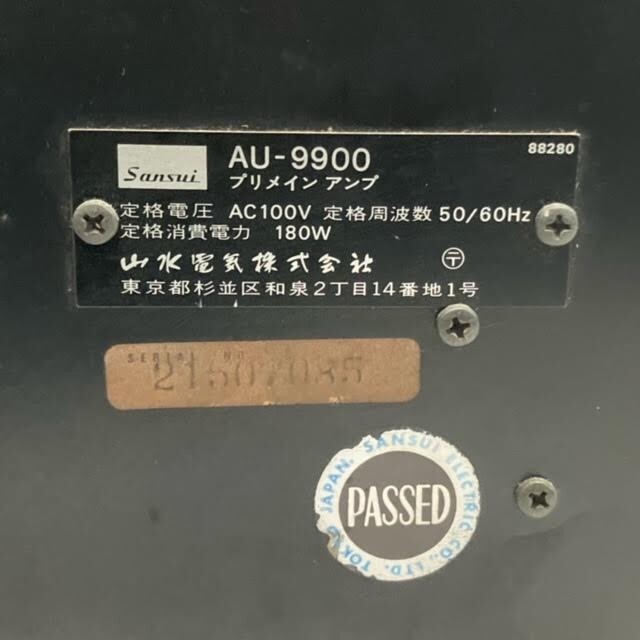 Sansui
AU-9900
88280
プリメイン アンプ
定格電圧 AC100V 定格周波数 50/60Hz
定格消費電力 180W
山水電気株式会社 〒
東京都杉並区和泉2丁目14番地1号
SERIAL NO.
21507085
TOKYO JAPAN. SANSUI ELECTRIC CO., LTD.
PASSED